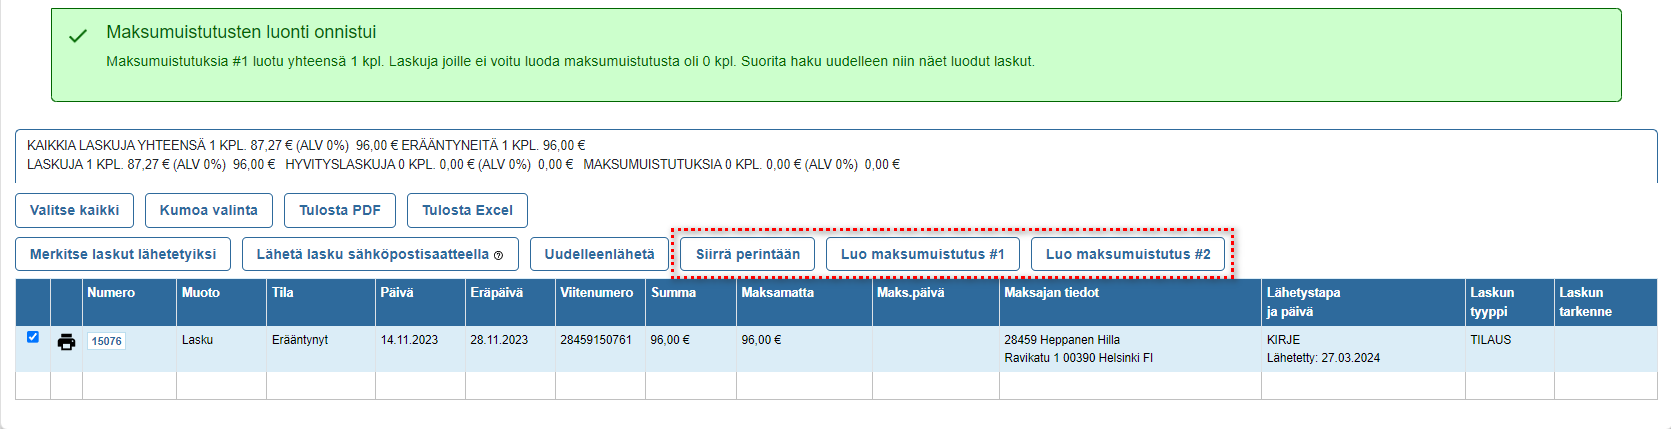 Maksumuistutusten luonti onnistui
Maksumuistutuksia #1 luotu yhteensä 1 kpl. Laskuja joille ei voitu luoda maksumuistutusta oli 0 kpl. Suorita haku uudelleen niin näet luodut laskut.
KAIKKIA LASKUJA YHTEENSÄ 1 KPL. 87,27 € (ALV 0%) 96,00 € ERÄÄNTYNEITÄ 1 KPL. 96,00 €
LASKUJA 1 KPL. 87,27 € (ALV 0%) 96,00 € HYVITYSLASKUJA 0 KPL. 0,00 € (ALV 0%) 0,00 € MAKSUMUISTUTUKSIA 0 KPL. 0,00 € (ALV 0%) 0,00 €
Valitse kaikki Kumoa valinta Tulosta PDF Tulosta Excel
Merkitse laskut lähetetyiksi Lähetä lasku sähköpostisaatteella ? Uudelleenlähetä Siirrä perintään Luo maksumuistutus #1 Luo maksumuistutus #2
Numero Muoto Tila Päivä Eräpäivä Viitenumero Summa Maksamatta Maks.päivä Maksajan tiedot Lähetystapa Laskun Laskun
ja päivä tyyppi tarkenne
15076 Lasku Erääntynyt 14.11.2023 28.11.2023 28459150761 96,00 € 96,00 € 28459 Heppanen Hilla KIRJE TILAUS
Ravikatu 1 00390 Helsinki FI Lähetetty: 27.03.2024